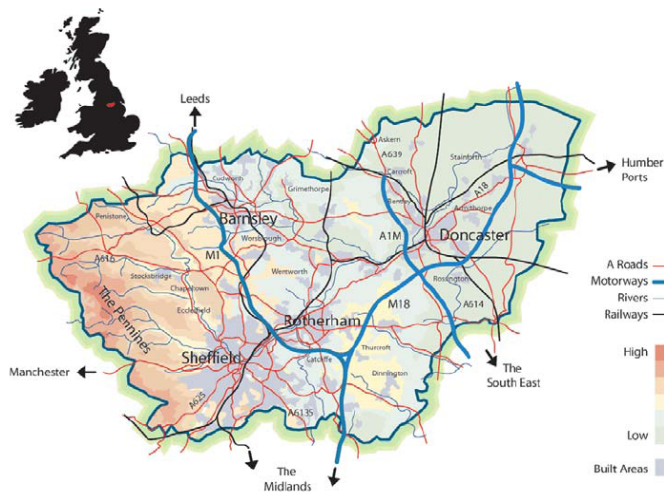 Leeds
Askern
A639
Stainforth
Carcroft
Humber
Ports
Cudworth
Grimethorpe
Bentley
A18
Armthorpe
Penistone
Barnsley
Worsbrough
A1M
Doncaster
A616
M1
Stocksbridge
Wentworth
Rossington
A614
Chapeltown
Ecclesfield
M18
The Pennines
Rotherham
Sheffield
Catcliffe
Thurcroft
Dinnington
Manchester
The
South East
A625
A6135
The
Midlands
A Roads
Motorways
Rivers
Railways
High
Low
Built Areas